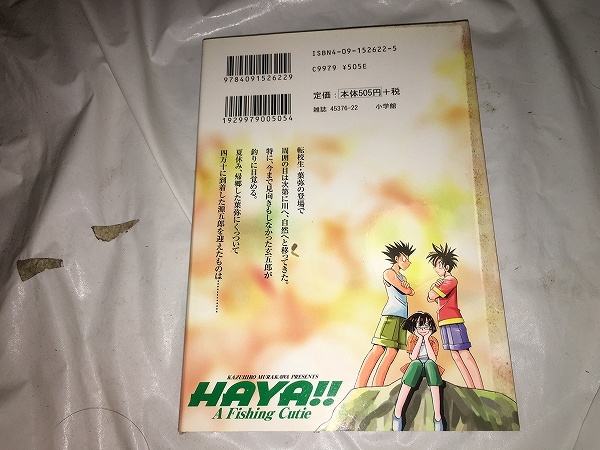 ISBN4-09-152622-5
C9979 ¥505E
9784091526229
定価：本体505円＋税
雑誌 45376-22　小学館
1929979005054
転校生・葉弥の登場で
周囲の目は次第に川へ、自然へと移ってきた。
特に、今まで見向きもしなかった玄五郎が
釣りに目覚める。
夏休み、帰郷した葉弥にくっついて
四万十に到着した源五郎を迎えたものは…………
KAZUHIRO MURAKAWA PRESENTS
HAYA!!
A Fishing Cutie